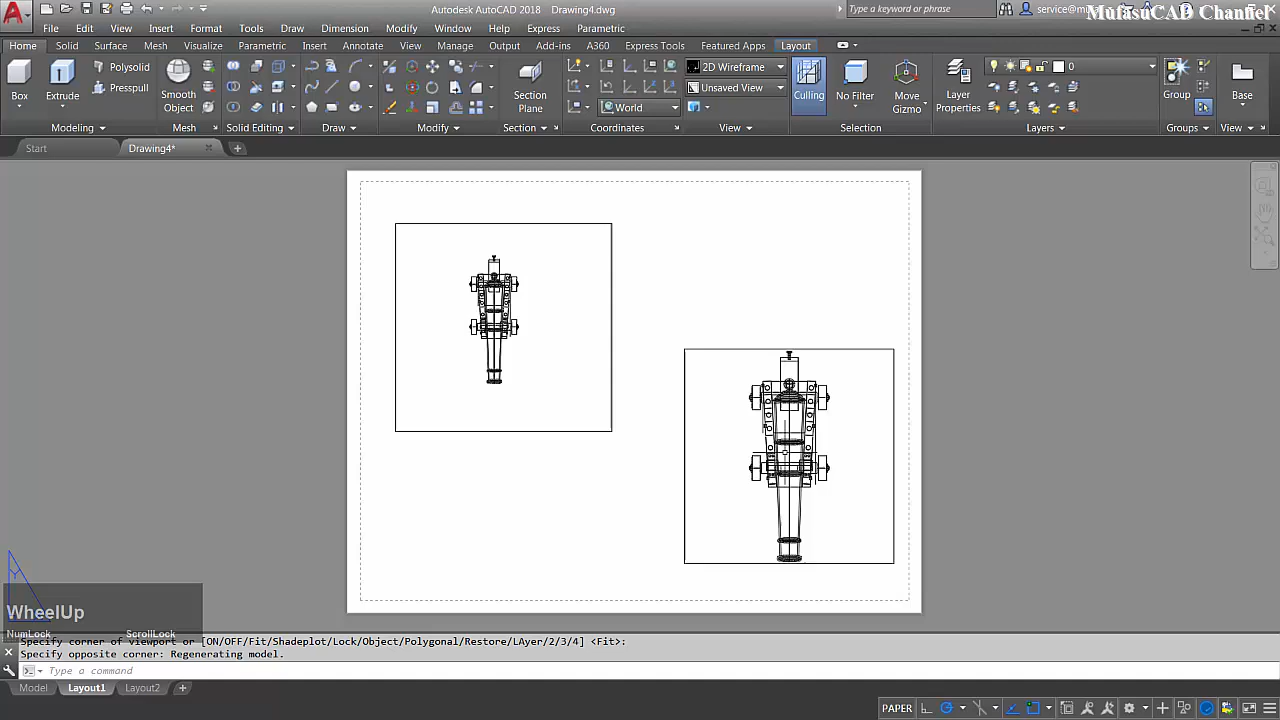 Autodesk AutoCAD 2018 Drawing4.dwg
Type a keyword or phrase
MufasuCAD Channel
File Edit View Insert Format Tools Draw Dimension Modify Window Help Express Parametric
Home Solid Surface Mesh Visualize Parametric Insert Annotate View Manage Output Add-ins A360 Express Tools Featured Apps Layout
Box
Extrude
Polysolid
Presspull
Smooth
Object
Section
Plane
World
2D Wireframe
Unsaved View
Culling
No Filter
Move
Gizmo
Layer
Properties
0
Group
Base
Modeling Mesh Solid Editing Draw Modify Section Coordinates View Selection Layers Groups View
Start Drawing4*
WheelUp
NumLock ScrollLock
Specify corner of viewport or [ON/OFF/Fit/Shadeplot/Lock/Object/Polygonal/Restore/LAyer/2/3/4] <Fit>:
Specify opposite corner: Regenerating model.
Type a command
Model Layout1 Layout2
PAPER